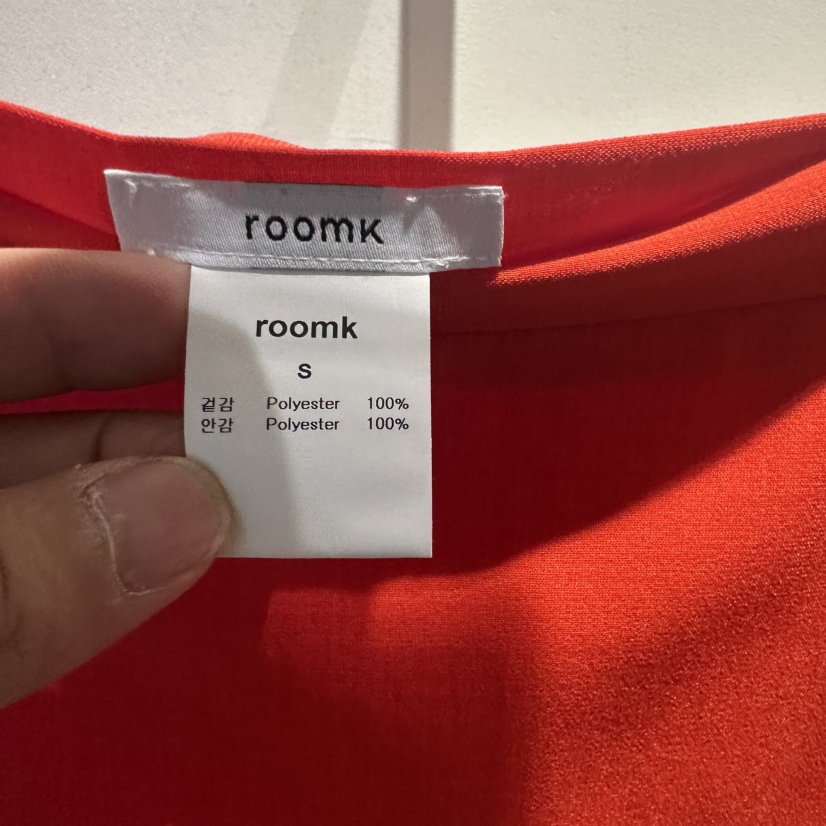 roomk
roomk
s
겉감 Polyester 100%
안감 Polyester 100%